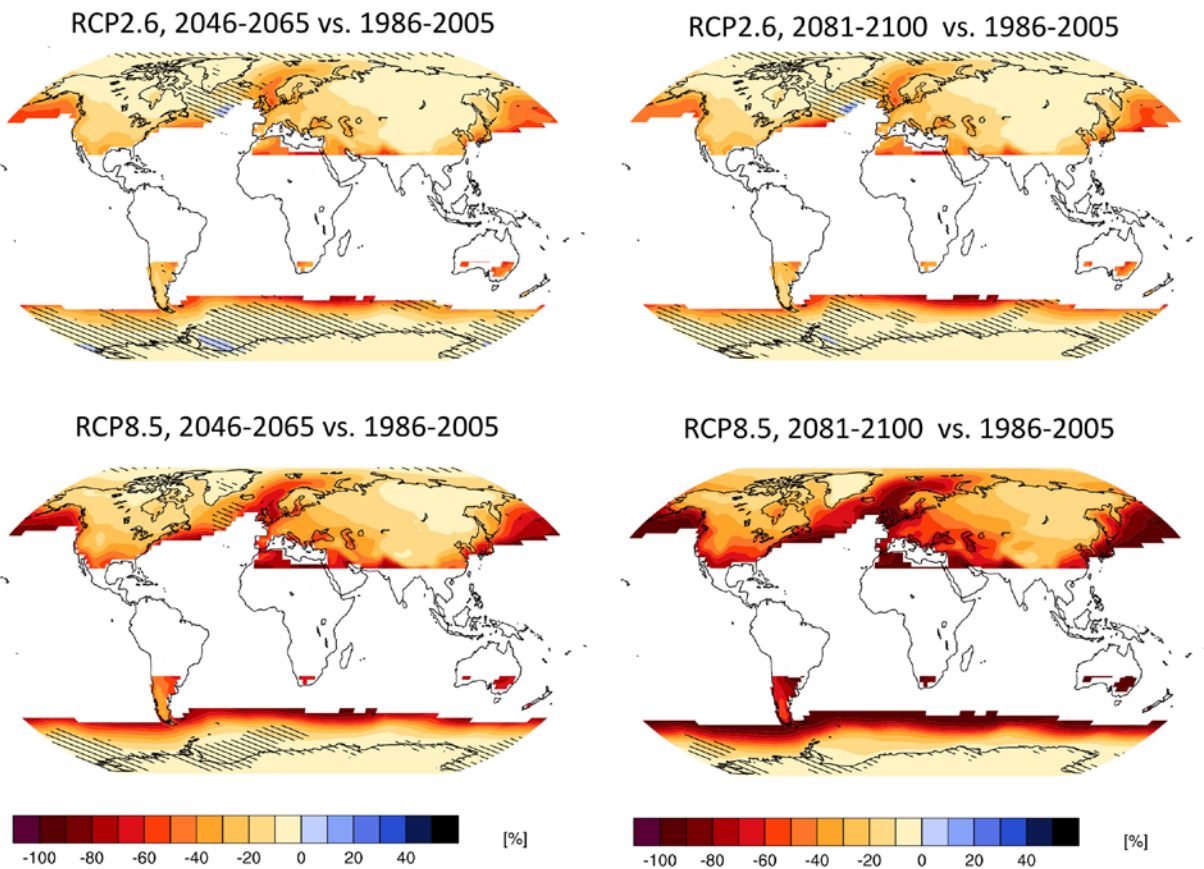 RCP2.6, 2046-2065 vs. 1986-2005
RCP2.6, 2081-2100 vs. 1986-2005
RCP8.5, 2046-2065 vs. 1986-2005
RCP8.5, 2081-2100 vs. 1986-2005
-100 -80 -60 -40 -20 0 20 40 [%]
-100 -80 -60 -40 -20 0 20 40 [%]